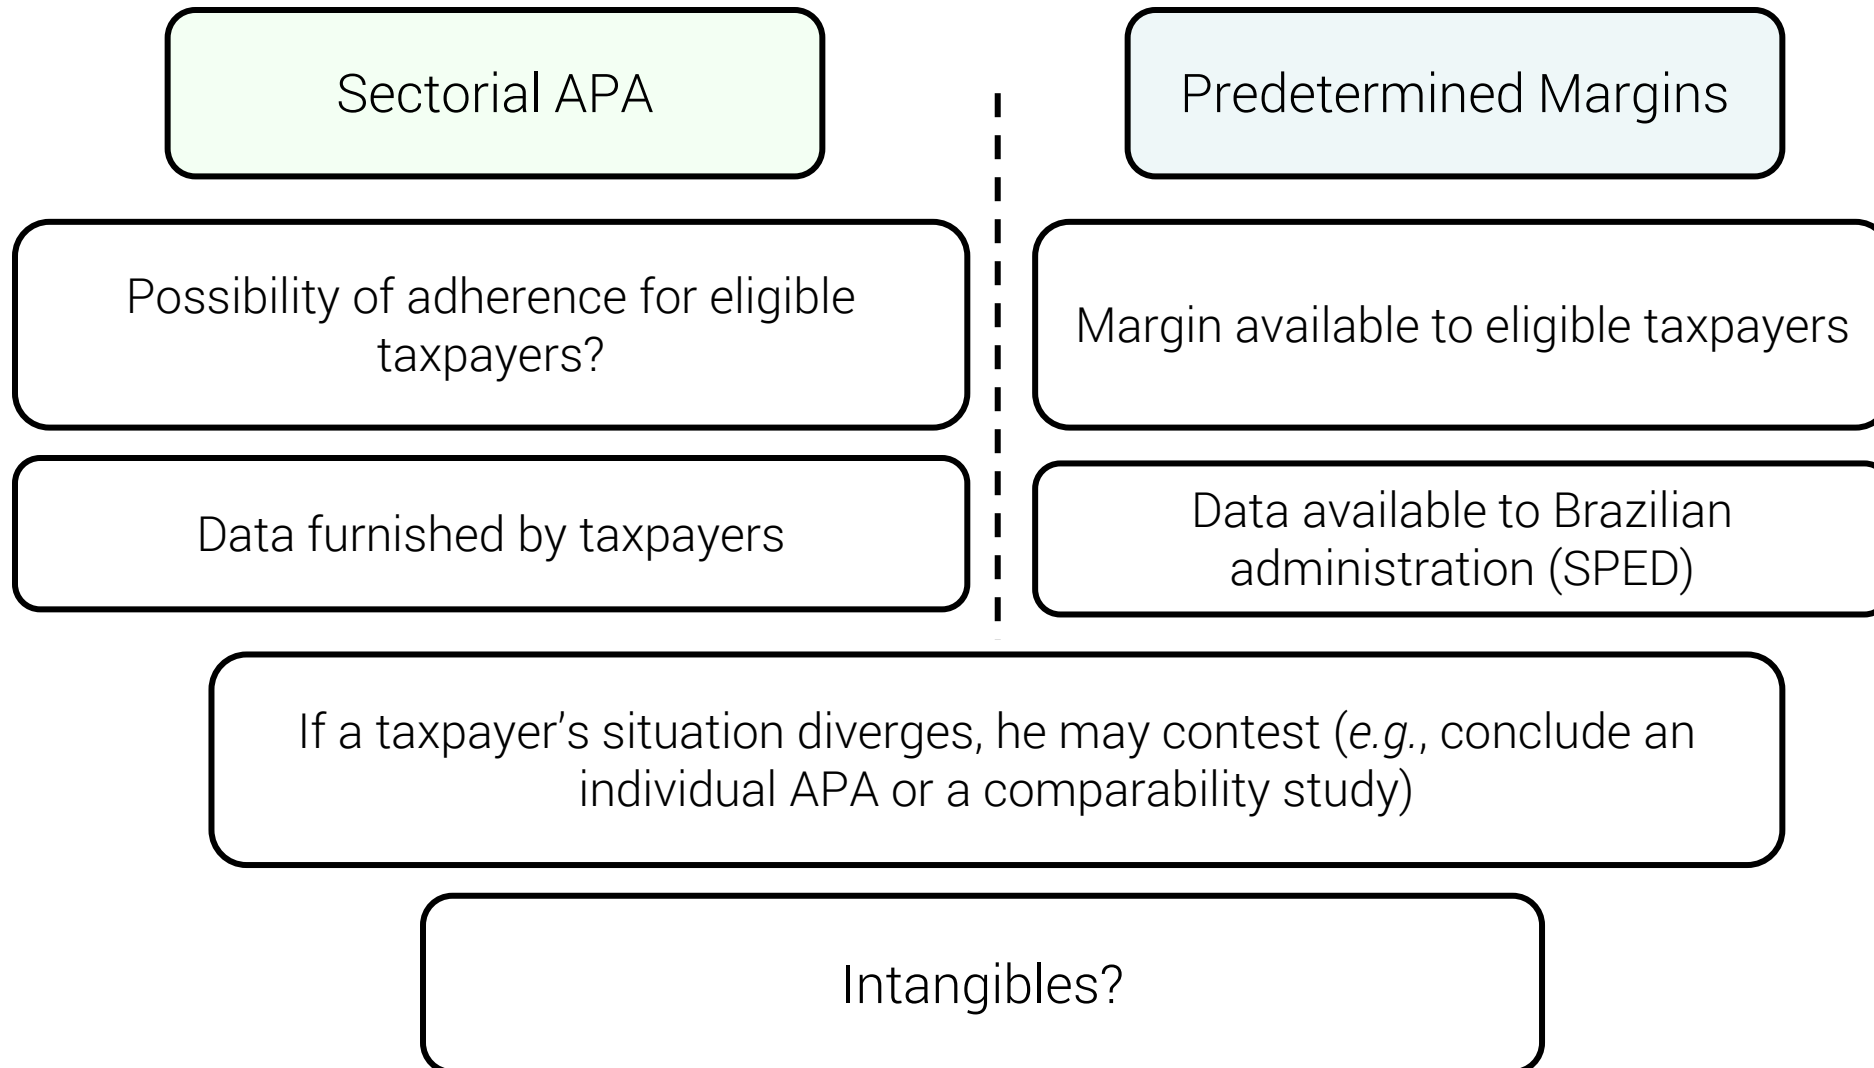 Sectorial APA
Predetermined Margins
Possibility of adherence for eligible
taxpayers?
Margin available to eligible taxpayers
Data furnished by taxpayers
Data available to Brazilian
administration (SPED)
If a taxpayer’s situation diverges, he may contest (e.g., conclude an
individual APA or a comparability study)
Intangibles?